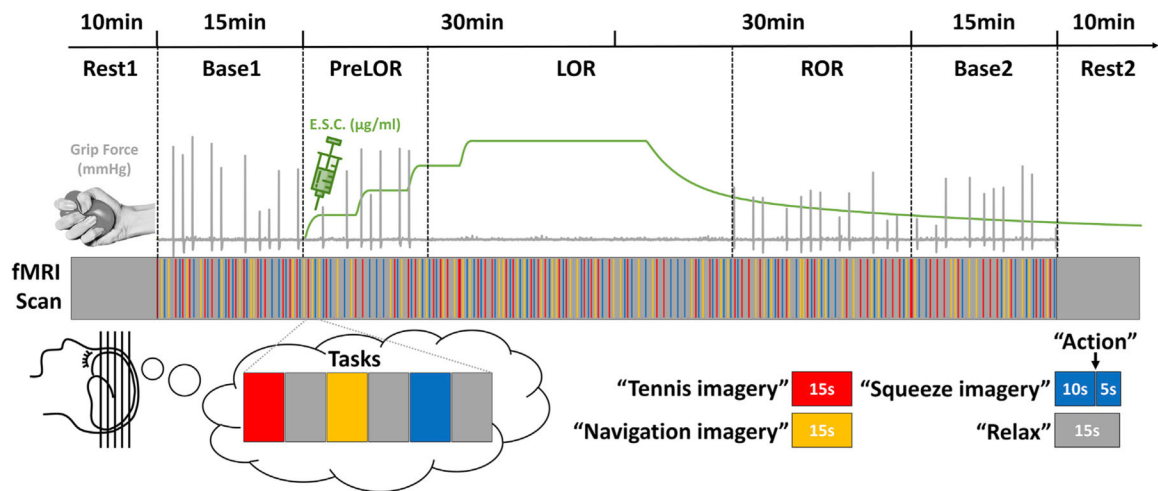 10min 15min 30min 30min 15min 10min
Rest1 Base1 PreLOR LOR ROR Base2 Rest2
E.S.C. (µg/ml)
Grip Force
(mmHg)
fMRI
Scan
Tasks
"Action"
"Tennis imagery" 15s "Squeeze imagery" 10s 5s
"Navigation imagery" 15s "Relax" 15s